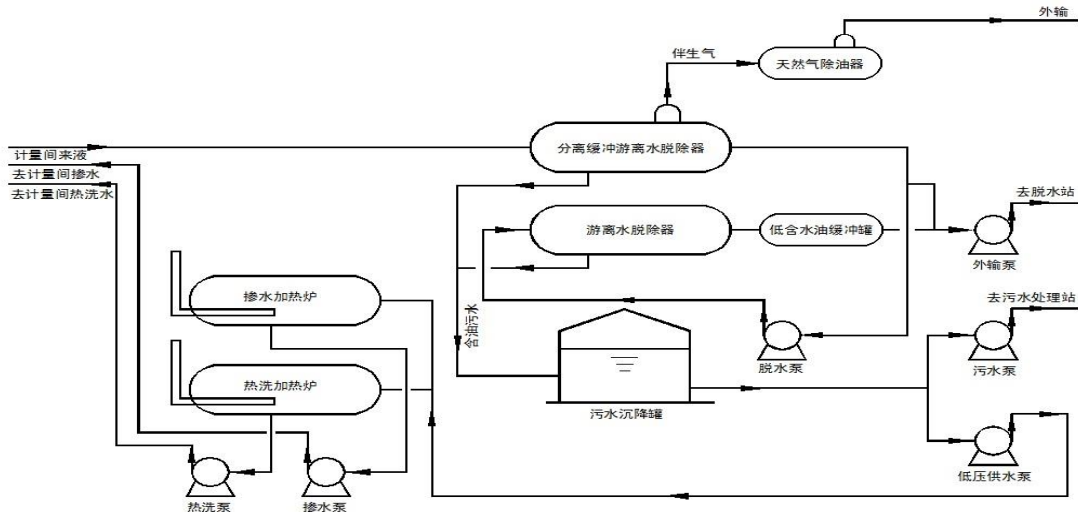 外输
伴生气
天然气除油器
分离缓冲游离水脱除器
计量间来液
去计量间掺水
去计量间热洗水
去脱水站
游离水脱除器
低含水油缓冲罐
外输泵
去污水处理站
掺水加热炉
含油污水
脱水泵
污水泵
热洗加热炉
污水沉降罐
低压供水泵
热洗泵
掺水泵